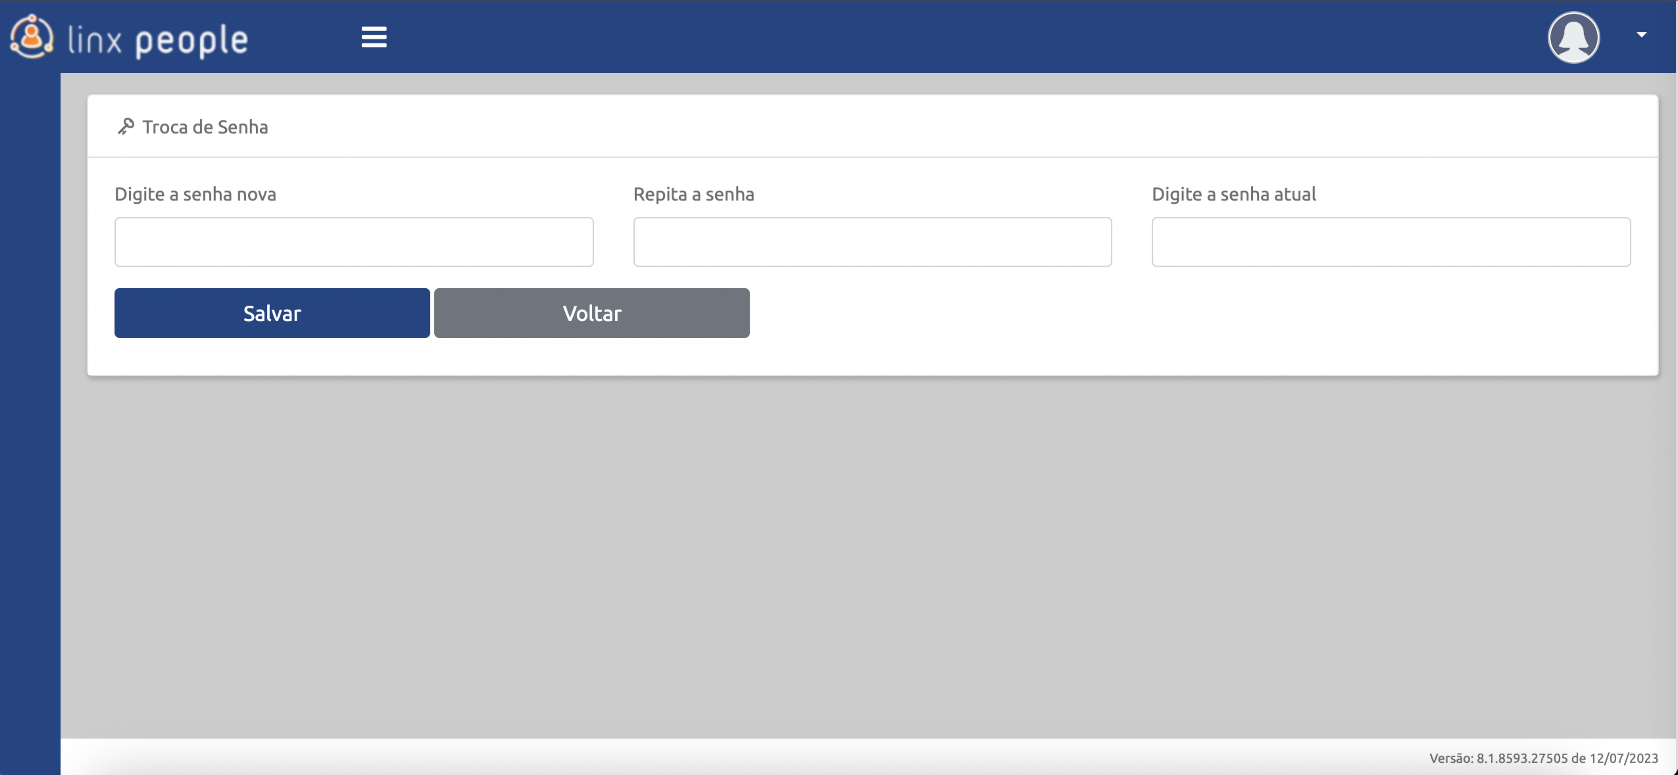 linx people
Troca de Senha
Digite a senha nova
Repita a senha
Digite a senha atual
Salvar
Voltar
Versão: 8.1.8593.27505 de 12/07/2023